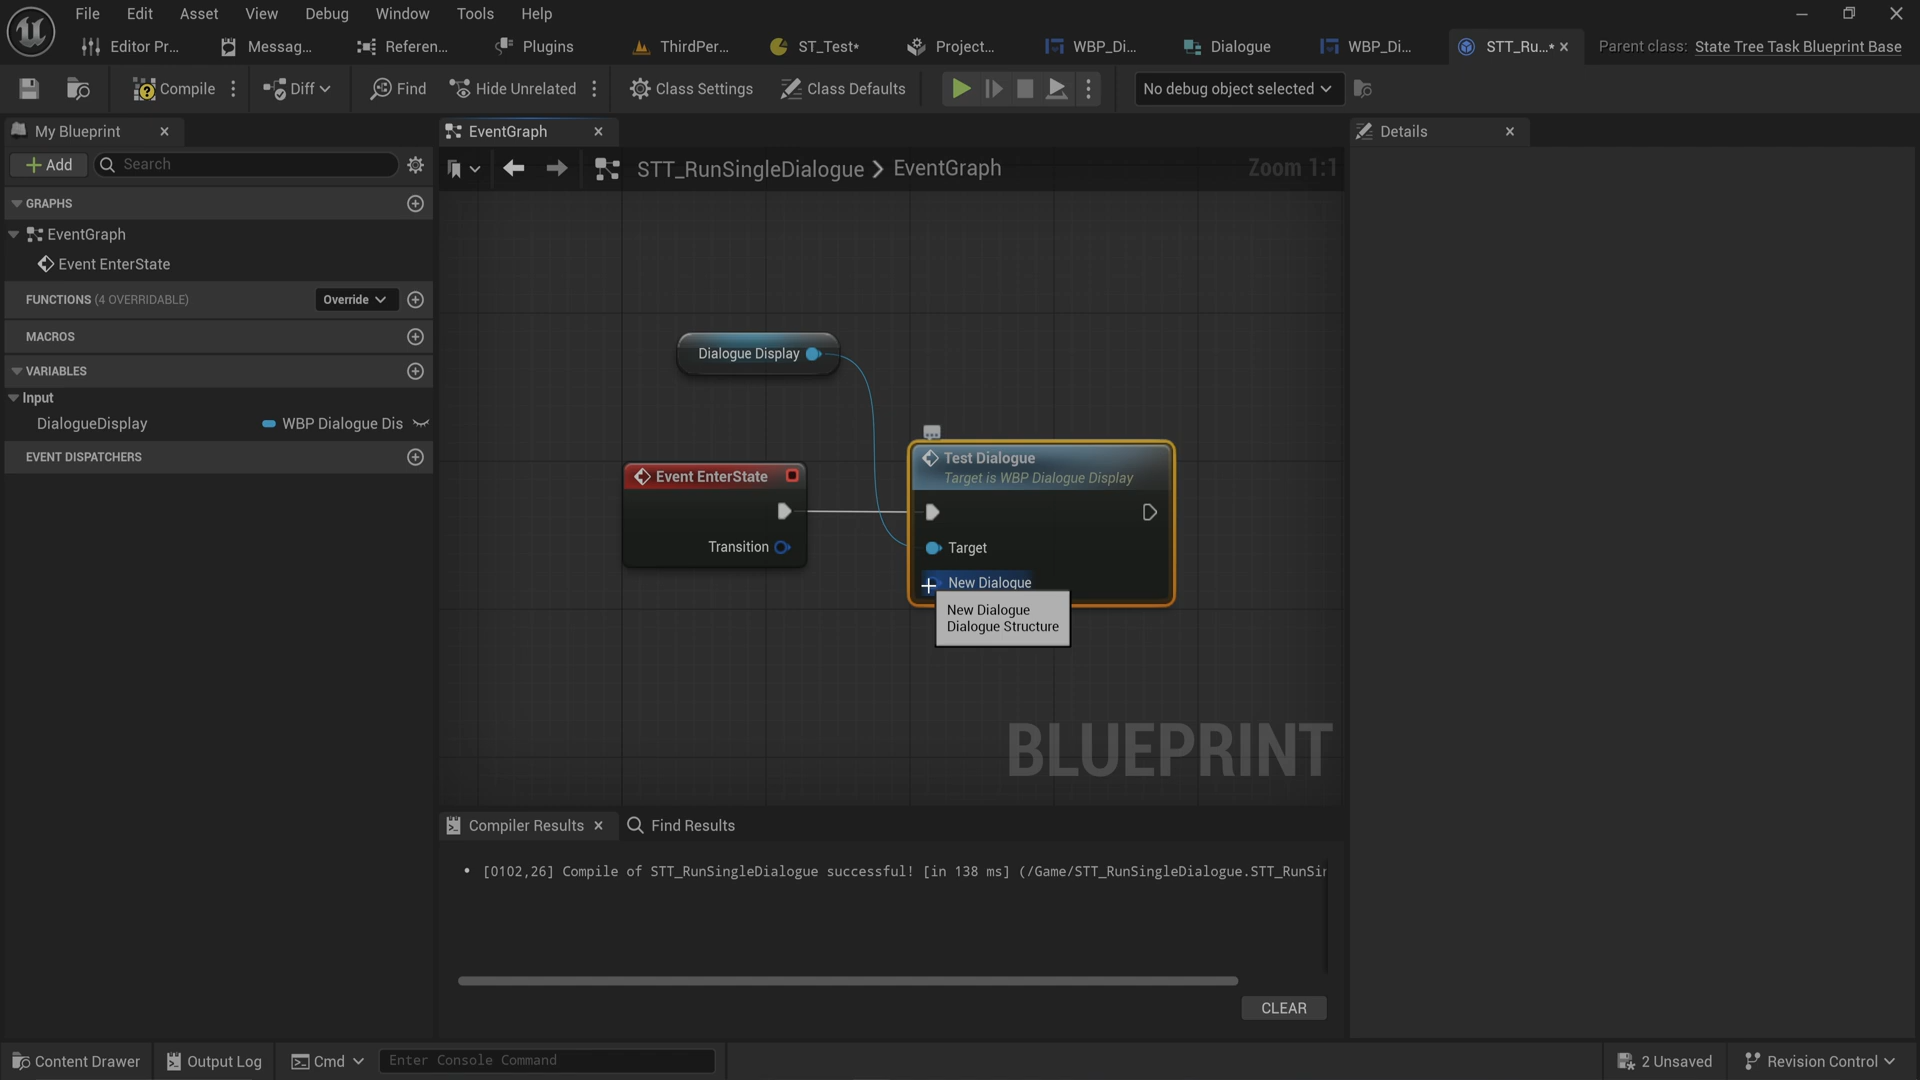 File Edit Asset View Debug Window Tools Help
Editor Pr... Messag... Referen... Plugins ThirdPer... ST_Test* Project... WBP_Di... Dialogue WBP_Di... STT_Ru...* Parent class: State Tree Task Blueprint Base
Compile Diff Find Hide Unrelated Class Settings Class Defaults No debug object selected
My Blueprint
Add Search
GRAPHS
EventGraph
Event EnterState
FUNCTIONS (4 OVERRIDABLE) Override
MACROS
VARIABLES
Input
DialogueDisplay WBP Dialogue Dis
EVENT DISPATCHERS
EventGraph
STT_RunSingleDialogue > EventGraph Zoom 1:1
Dialogue Display
Event EnterState
Transition
Test Dialogue
Target is WBP Dialogue Display
Target
New Dialogue
New Dialogue
Dialogue Structure
BLUEPRINT
Compiler Results Find Results
• [0102,26] Compile of STT_RunSingleDialogue successful! [in 138 ms] (/Game/STT_RunSingleDialogue.STT_RunSin
CLEAR
Details
Content Drawer Output Log Cmd Enter Console Command 2 Unsaved Revision Control